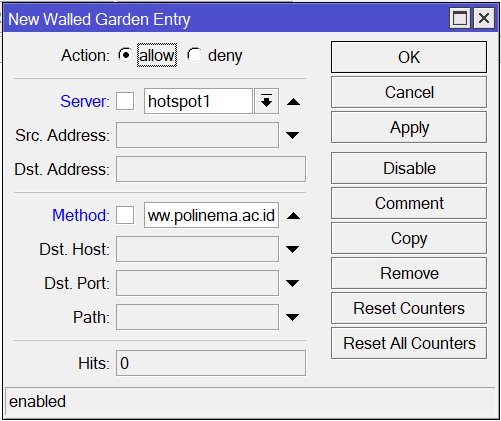 New Walled Garden Entry
Action: allow deny
Server: hotspot1
Src. Address:
Dst. Address:
Method: ww.polinema.ac.id
Dst. Host:
Dst. Port:
Path:
Hits: 0
enabled
OK
Cancel
Apply
Disable
Comment
Copy
Remove
Reset Counters
Reset All Counters